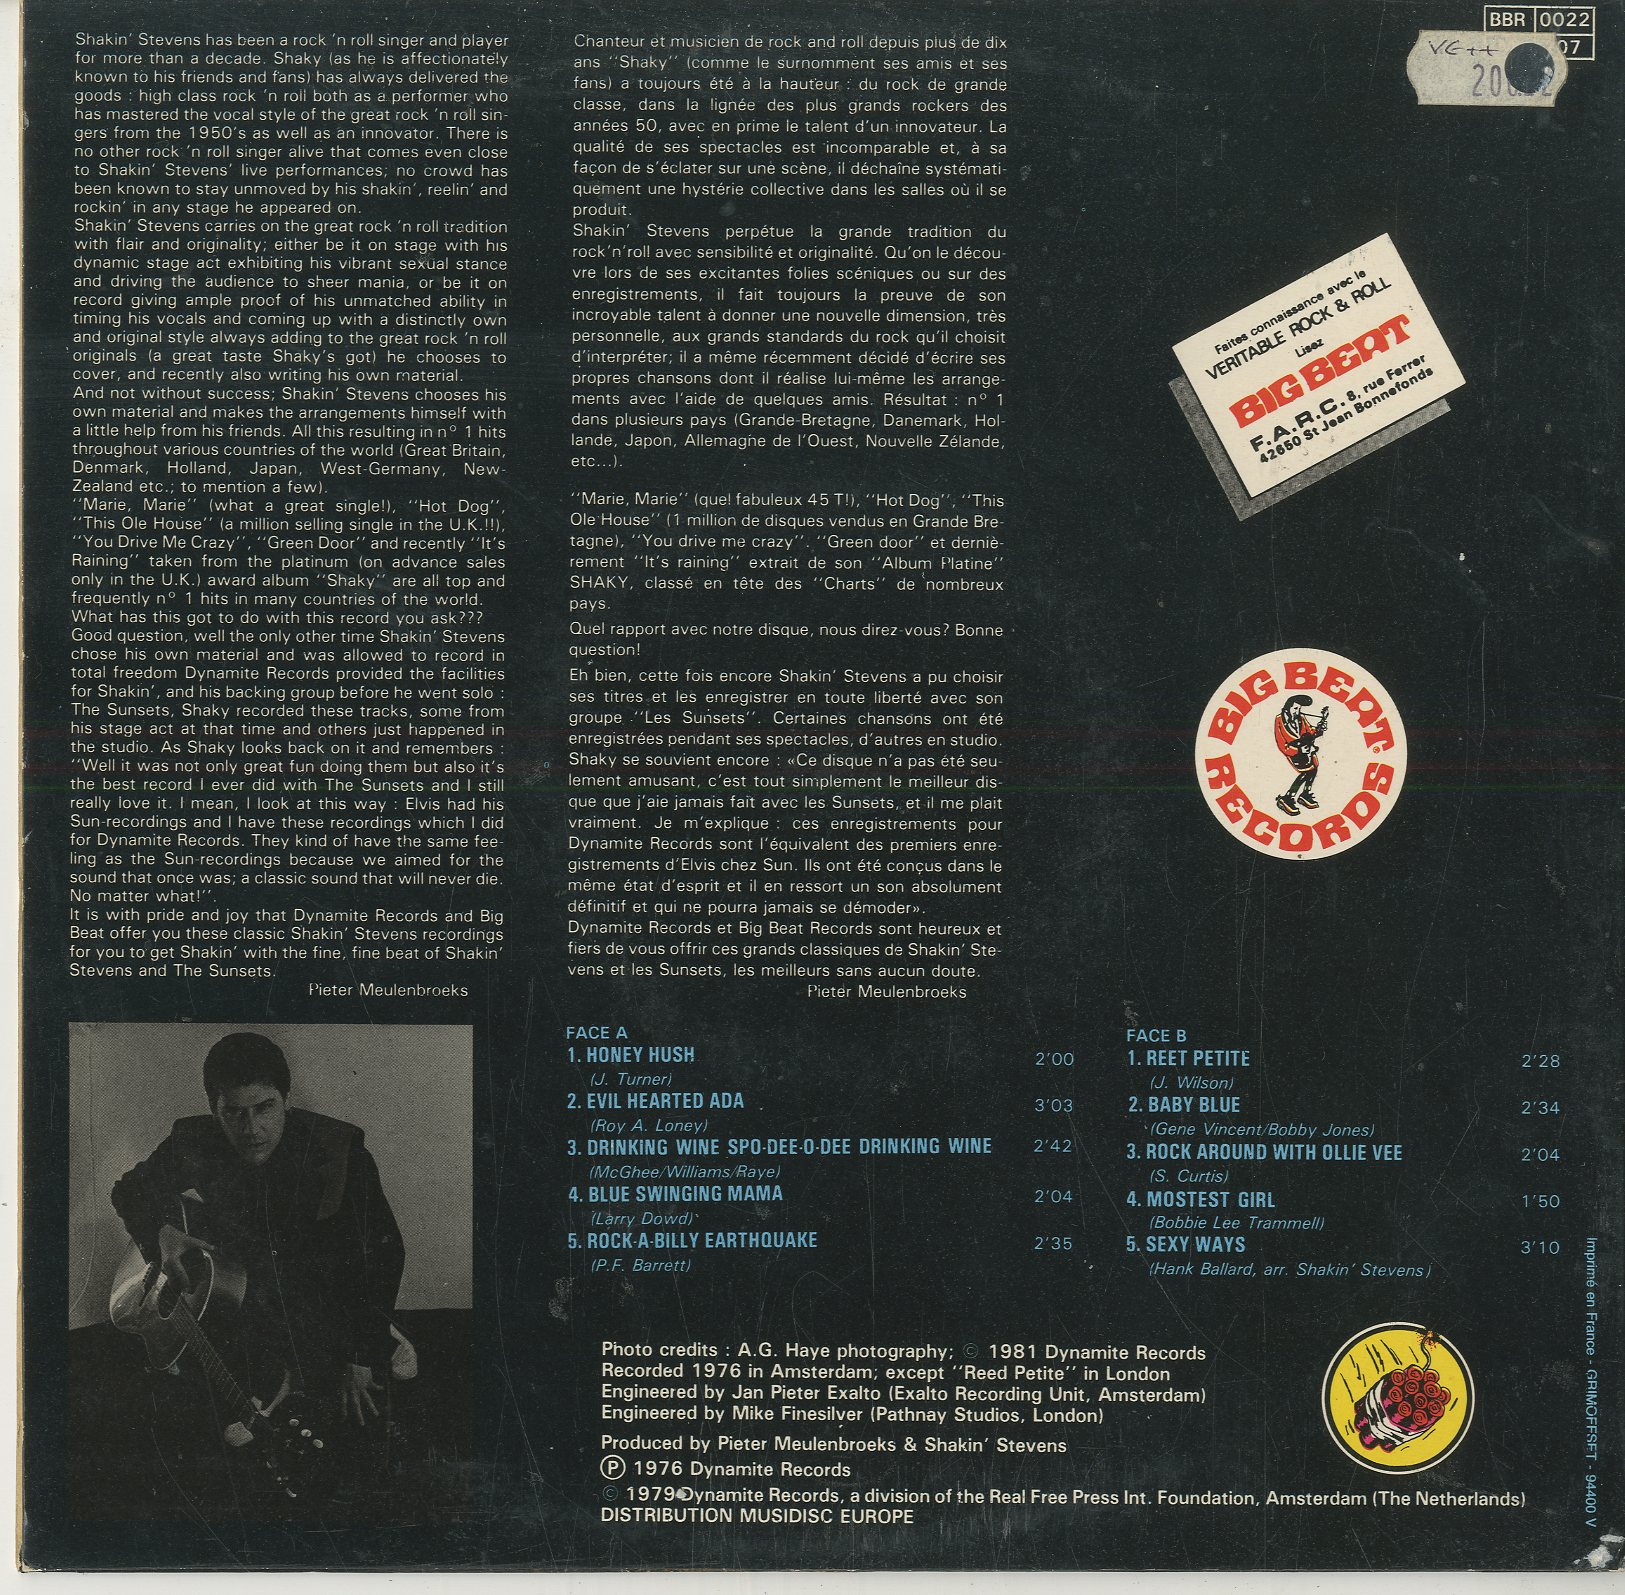 BBR 0022
07
VG++
Shakin' Stevens has been a rock 'n roll singer and player
for more than a decade. Shaky (as he is affectionately
known to his friends and fans) has always delivered the
goods : high class rock 'n roll both as a performer who
has mastered the vocal style of the great rock 'n roll sin-
gers from the 1950's as well as an innovator. There is
no other rock 'n roll singer alive that comes even close
to Shakin' Stevens' live performances; no crowd has
been known to stay unmoved by his shakin', reelin' and
rockin' in any stage he appeared on.
Shakin' Stevens carries on the great rock 'n roll tradition
with flair and originality; either be it on stage with his
dynamic stage act exhibiting his vibrant sexual stance
and driving the audience to sheer mania, or be it on
record giving ample proof of his unmatched ability in
timing his vocals and coming up with a distinctly own
and original style always adding to the great rock 'n roll
originals (a great taste Shaky's got) he chooses to
cover, and recently also writing his own material.
And not without success; Shakin' Stevens chooses his
own material and makes the arrangements himself with
a little help from his friends. All this resulting in n° 1 hits
throughout various countries of the world (Great Britain,
Denmark, Holland, Japan, West-Germany, New-
Zealand etc.; to mention a few).
''Marie, Marie'' (what a great single!), ''Hot Dog'',
''This Ole House'' (a million selling single in the U.K.!!),
''You Drive Me Crazy'', ''Green Door'' and recently ''It's
Raining'' taken from the platinum (on advance sales
only in the U.K.) award album ''Shaky'' are all top and
frequently n° 1 hits in many countries of the world.
What has this got to do with this record you ask???
Good question, well the only other time Shakin' Stevens
chose his own material and was allowed to record in
total freedom Dynamite Records provided the facilities
for Shakin', and his backing group before he went solo :
The Sunsets, Shaky recorded these tracks, some from
his stage act at that time and others just happened in
the studio. As Shaky looks back on it and remembers :
''Well it was not only great fun doing them but also it's
the best record I ever did with The Sunsets and I still
really love it. I mean, I look at this way : Elvis had his
Sun-recordings and I have these recordings which I did
for Dynamite Records. They kind of have the same fee-
ling as the Sun-recordings because we aimed for the
sound that once was; a classic sound that will never die.
No matter what!''.
It is with pride and joy that Dynamite Records and Big
Beat offer you these classic Shakin' Stevens recordings
for you to get Shakin' with the fine, fine beat of Shakin'
Stevens and The Sunsets.
Pieter Meulenbroeks
Chanteur et musicien de rock and roll depuis plus de dix
ans ''Shaky'' (comme le surnomment ses amis et ses
fans) a toujours été à la hauteur : du rock de grande
classe, dans la lignée des plus grands rockers des
années 50, avec en prime le talent d'un innovateur. La
qualité de ses spectacles est incomparable et, à sa
façon de s'éclater sur une scène, il déchaîne systémati-
quement une hystérie collective dans les salles où il se
produit.
Shakin' Stevens perpétue la grande tradition du
rock'n'roll avec sensibilité et originalité. Qu'on le décou-
vre lors de ses excitantes folies scéniques ou sur des
enregistrements, il fait toujours la preuve de son
incroyable talent à donner une nouvelle dimension, très
personnelle, aux grands standards du rock qu'il choisit
d'interpréter; il a même récemment décidé d'écrire ses
propres chansons dont il réalise lui-même les arrange-
ments avec l'aide de quelques amis. Résultat : n° 1
dans plusieurs pays (Grande-Bretagne, Danemark, Hol-
lande, Japon, Allemagne de l'Ouest, Nouvelle Zélande,
etc...).
''Marie, Marie'' (quel fabuleux 45 T!), ''Hot Dog'', ''This
Ole House'' (1 million de disques vendus en Grande Bre-
tagne), ''You drive me crazy''. ''Green door'' et derniè-
rement ''It's raining'' extrait de son ''Album Platine''
SHAKY, classé en tête des ''Charts'' de nombreux
pays.
Quel rapport avec notre disque, nous direz-vous? Bonne
question!
Eh bien, cette fois encore Shakin' Stevens a pu choisir
ses titres et les enregistrer en toute liberté avec son
groupe ''Les Sunsets''. Certaines chansons ont été
enregistrées pendant ses spectacles, d'autres en studio.
Shaky se souvient encore : «Ce disque n'a pas été seu-
lement amusant, c'est tout simplement le meilleur dis-
que que j'aie jamais fait avec les Sunsets, et il me plait
vraiment. Je m'explique : ces enregistrements pour
Dynamite Records sont l'équivalent des premiers enre-
gistrements d'Elvis chez Sun. Ils ont été conçus dans le
même état d'esprit et il en ressort un son absolument
définitif et qui ne pourra jamais se démoder».
Dynamite Records et Big Beat Records sont heureux et
fiers de vous offrir ces grands classiques de Shakin' Ste-
vens et les Sunsets, les meilleurs sans aucun doute.
Pieter Meulenbroeks
Faites connaissance avec le
VERITABLE ROCK & ROLL
Lisez
BIG BEAT
F.A.R.C. 8, rue Ferrer
42650 St Jean Bonnefonds
BIG BEAT®
RECORDS
FACE A
1. HONEY HUSH 2'00
(J. Turner)
2. EVIL HEARTED ADA 3'03
(Roy A. Loney)
3. DRINKING WINE SPO-DEE-O-DEE DRINKING WINE 2'42
(McGhee/Williams/Raye)
4. BLUE SWINGING MAMA 2'04
(Larry Dowd)
5. ROCK-A-BILLY EARTHQUAKE 2'35
(P.F. Barrett)
FACE B
1. REET PETITE 2'28
(J. Wilson)
2. BABY BLUE 2'34
(Gene Vincent/Bobby Jones)
3. ROCK AROUND WITH OLLIE VEE 2'04
(S. Curtis)
4. MOSTEST GIRL 1'50
(Bobbie Lee Trammell)
5. SEXY WAYS 3'10
(Hank Ballard, arr. Shakin' Stevens)
Photo credits : A.G. Haye photography; © 1981 Dynamite Records
Recorded 1976 in Amsterdam; except ''Reed Petite'' in London
Engineered by Jan Pieter Exalto (Exalto Recording Unit, Amsterdam)
Engineered by Mike Finesilver (Pathnay Studios, London)
Produced by Pieter Meulenbroeks & Shakin' Stevens
℗ 1976 Dynamite Records
© 1979 Dynamite Records, a division of the Real Free Press Int. Foundation, Amsterdam (The Netherlands)
DISTRIBUTION MUSIDISC EUROPE
Imprimé en France - GRIMOFFSET - 94400 V